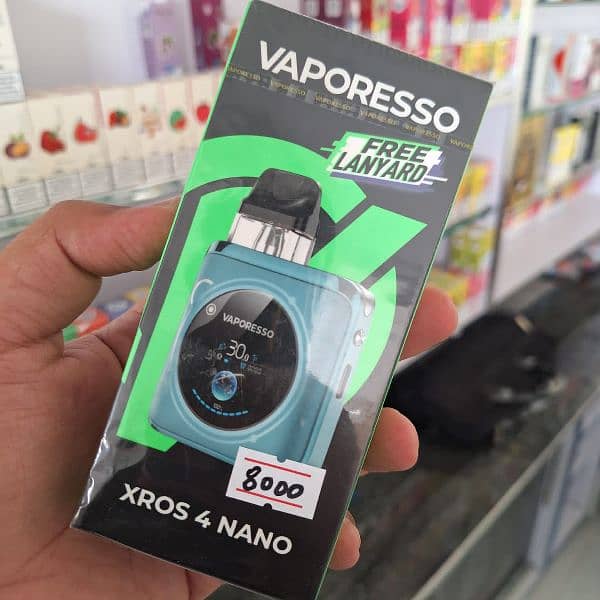 VAPORESSO
FREE
LANYARD
VAPORESSO
30.0
8000
XROS 4 NANO